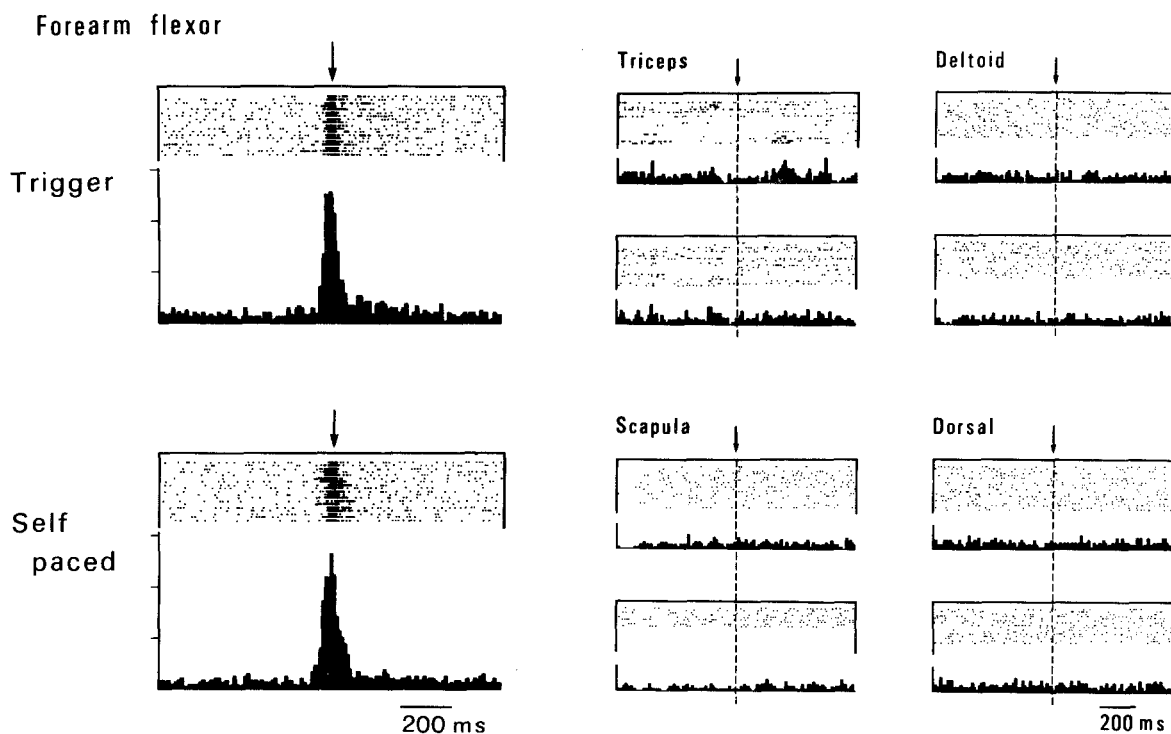 Forearm flexor
Trigger
Self
paced
200 ms
Triceps
Deltoid
Scapula
Dorsal
200 ms